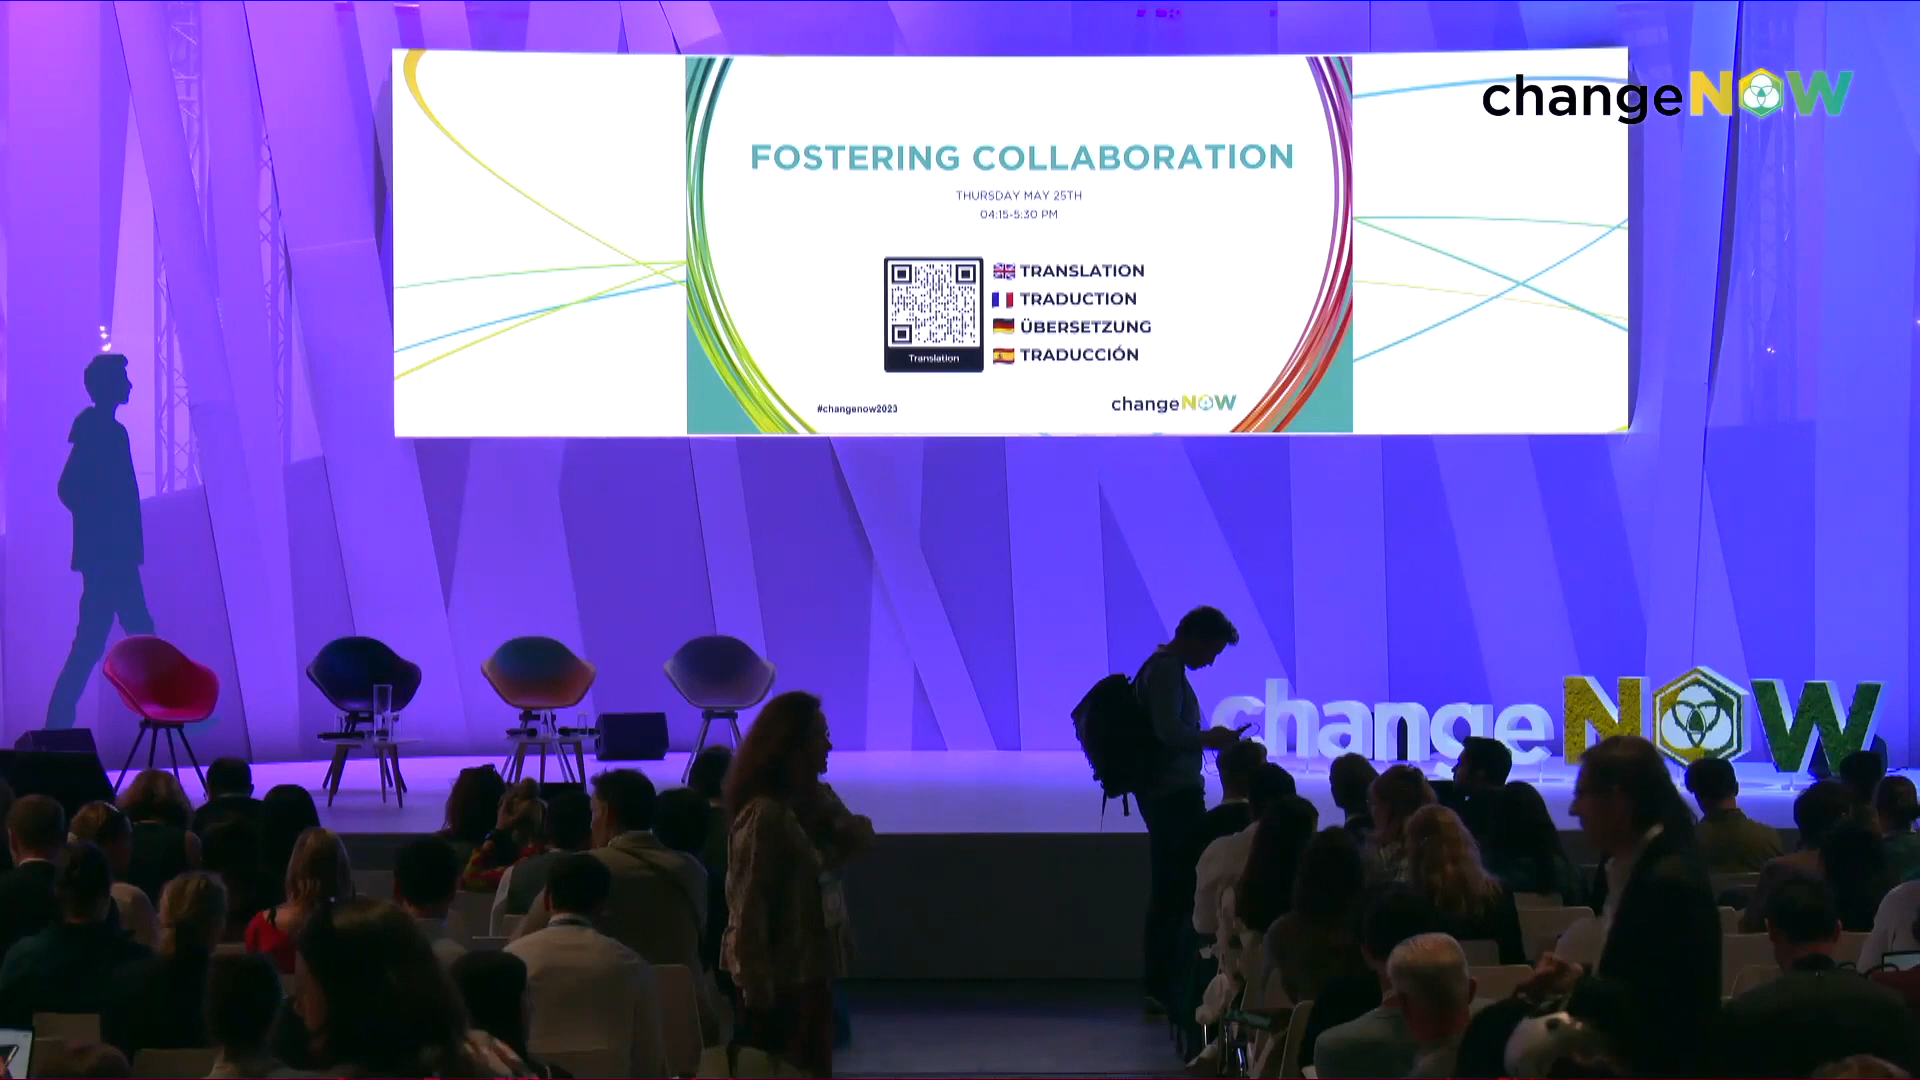 changeNOW
FOSTERING COLLABORATION
THURSDAY MAY 25TH
04:15-5:30 PM
TRANSLATION
TRADUCTION
ÜBERSETZUNG
TRADUCCIÓN
Translation
#changenow2023
changeNOW
changeNOW